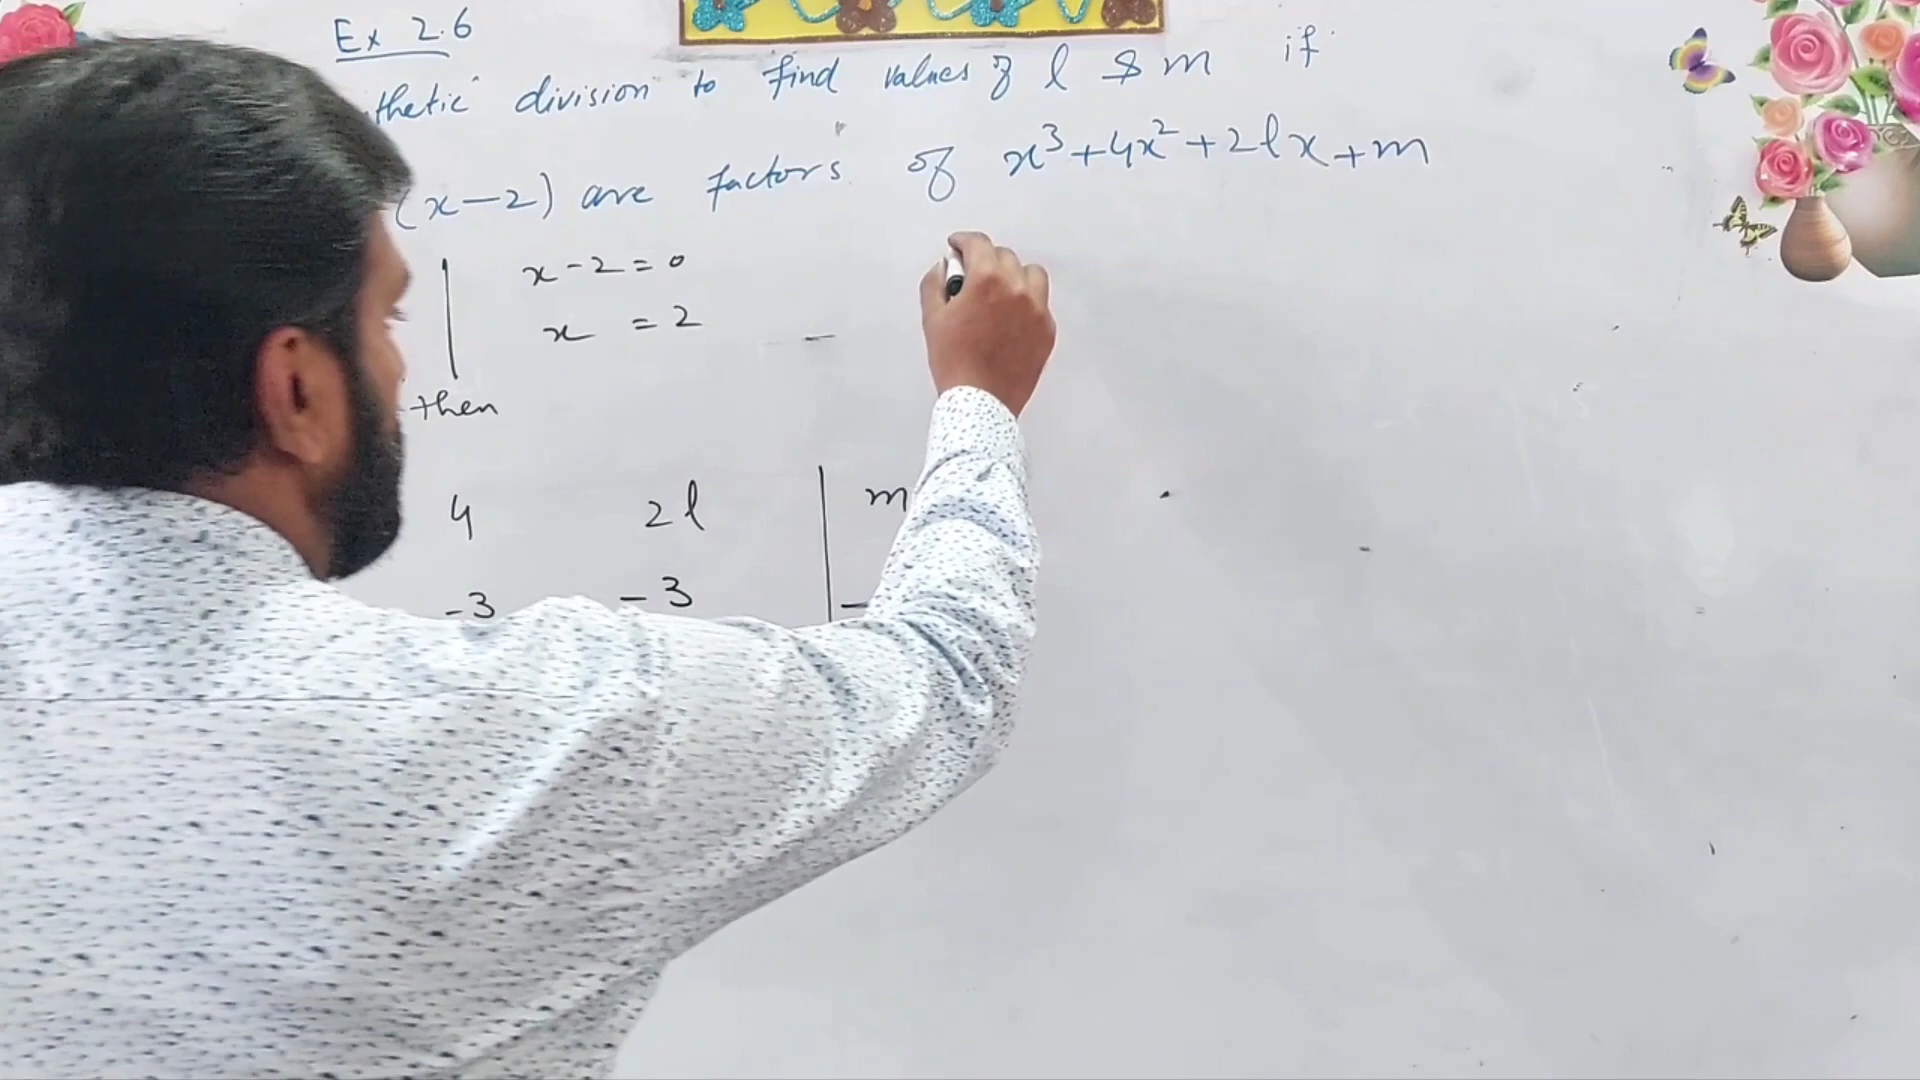 Ex 2.6
thetic division to find values of l & m if
(x-2) are factors of x³+4x²+2lx+m
x-2=0
x = 2
then
4 2l m
-3 -3 -